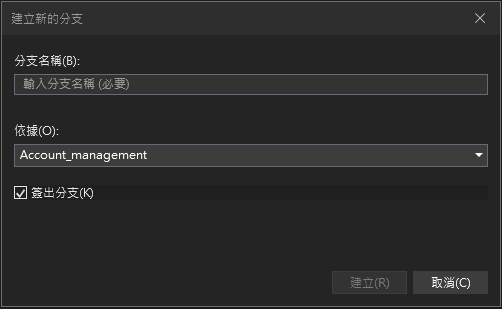 建立新的分支
分支名稱(B):
輸入分支名稱 (必要)
依據(O):
Account_management
簽出分支(K)
建立(R)
取消(C)